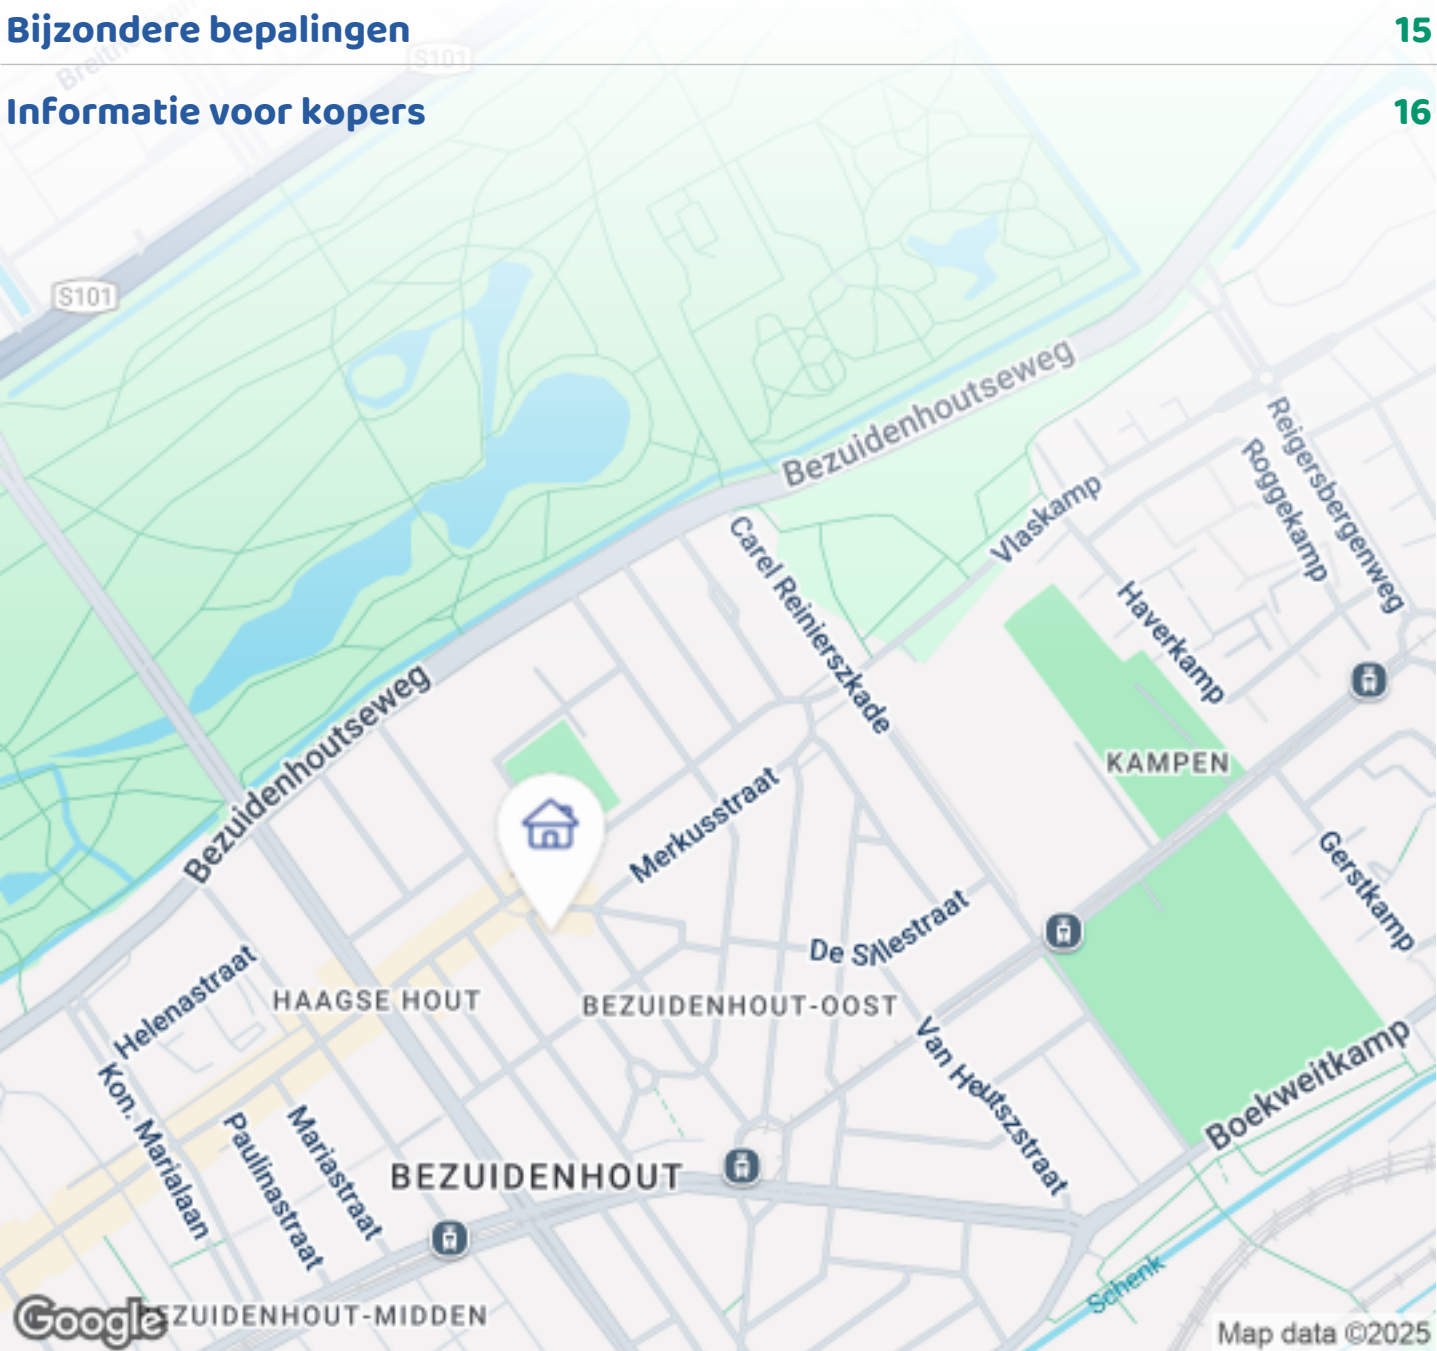 Bijzondere bepalingen 15
S101
Informatie voor kopers 16
S101
Bezuidenhoutseweg
Reigersbergenweg
Roggekamp
Vlaskamp
Carel Reinierszkade
Haverkamp
Bezuidenhoutseweg
KAMPEN
Merkusstraat
Gerstkamp
De Sillestraat
Helenastraat
HAAGSE HOUT
BEZUIDENHOUT-OOST
Van Heutszstraat
Boekweitkamp
Kon. Marialaan
Paulinastraat
Mariastraat
BEZUIDENHOUT
Schenk
Google
EZUIDENHOUT-MIDDEN
Map data ©2025